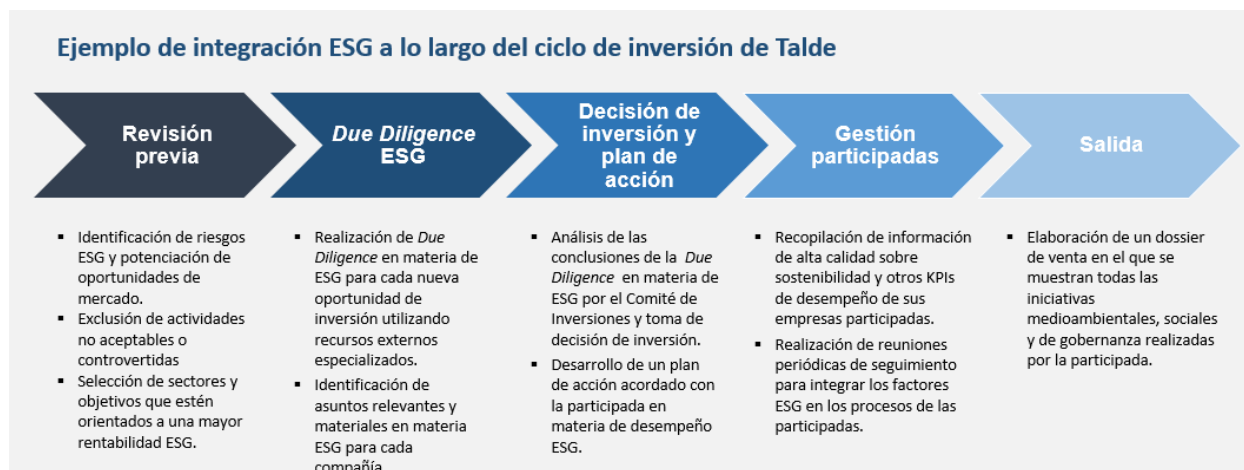 Ejemplo de integración ESG a lo largo del ciclo de inversión de Talde
Revisión
previa
Due Diligence
ESG
Decisión de
inversión y
plan de
acción
Gestión
participadas
Salida
▪ Identificación de riesgos
ESG y potenciación de
oportunidades de
mercado.
▪ Exclusión de actividades
no aceptables o
controvertidas
▪ Selección de sectores y
objetivos que estén
orientados a una mayor
rentabilidad ESG.
▪ Realización de Due
Diligence en materia de
ESG para cada nueva
oportunidad de
inversión utilizando
recursos externos
especializados.
▪ Identificación de
asuntos relevantes y
materiales en materia
ESG para cada
compañía
▪ Análisis de las
conclusiones de la Due
Diligence en materia de
ESG por el Comité de
Inversiones y toma de
decisión de inversión.
▪ Desarrollo de un plan
de acción acordado con
la participada en
materia de desempeño
ESG.
▪ Recopilación de información
de alta calidad sobre
sostenibilidad y otros KPIs
de desempeño de sus
empresas participadas.
▪ Realización de reuniones
periódicas de seguimiento
para integrar los factores
ESG en los procesos de las
participadas.
▪ Elaboración de un dossier
de venta en el que se
muestran todas las
iniciativas
medioambientales, sociales
y de gobernanza realizadas
por la participada.